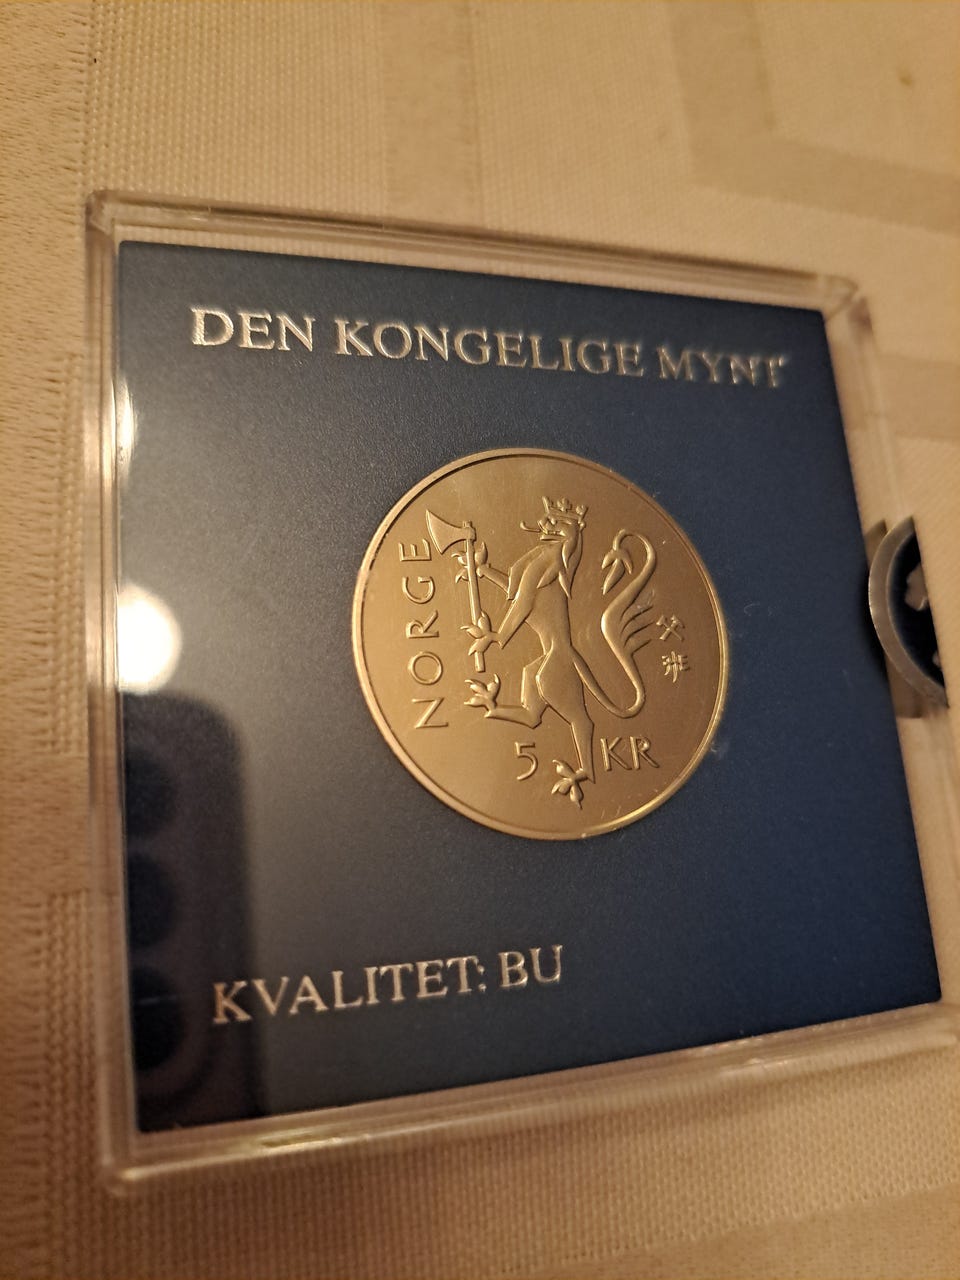 DEN KONGELIGE MYNT
NORGE
5 KR
KVALITET: BU